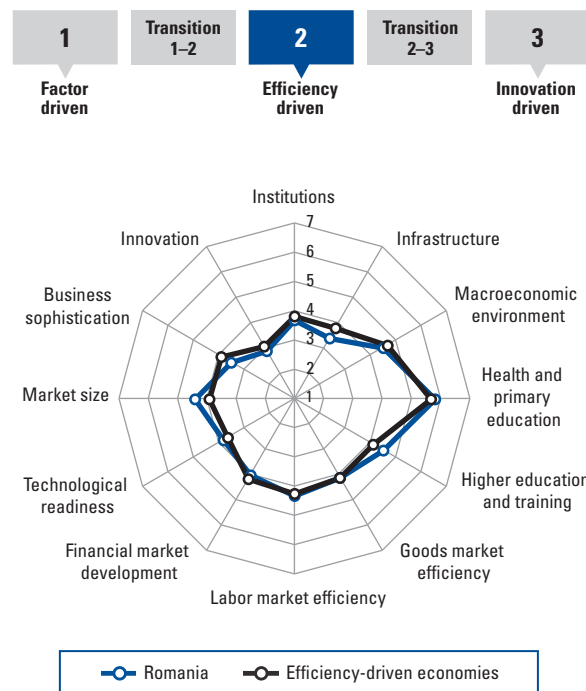 1
Transition
1–2
2
Transition
2–3
3
Factor
driven
Efficiency
driven
Innovation
driven
Institutions
7
6
5
4
3
2
1
Infrastructure
Macroeconomic
environment
Health and
primary
education
Higher education
and training
Goods market
efficiency
Labor market efficiency
Financial market
development
Technological
readiness
Market size
Business
sophistication
Innovation
Romania
Efficiency-driven economies